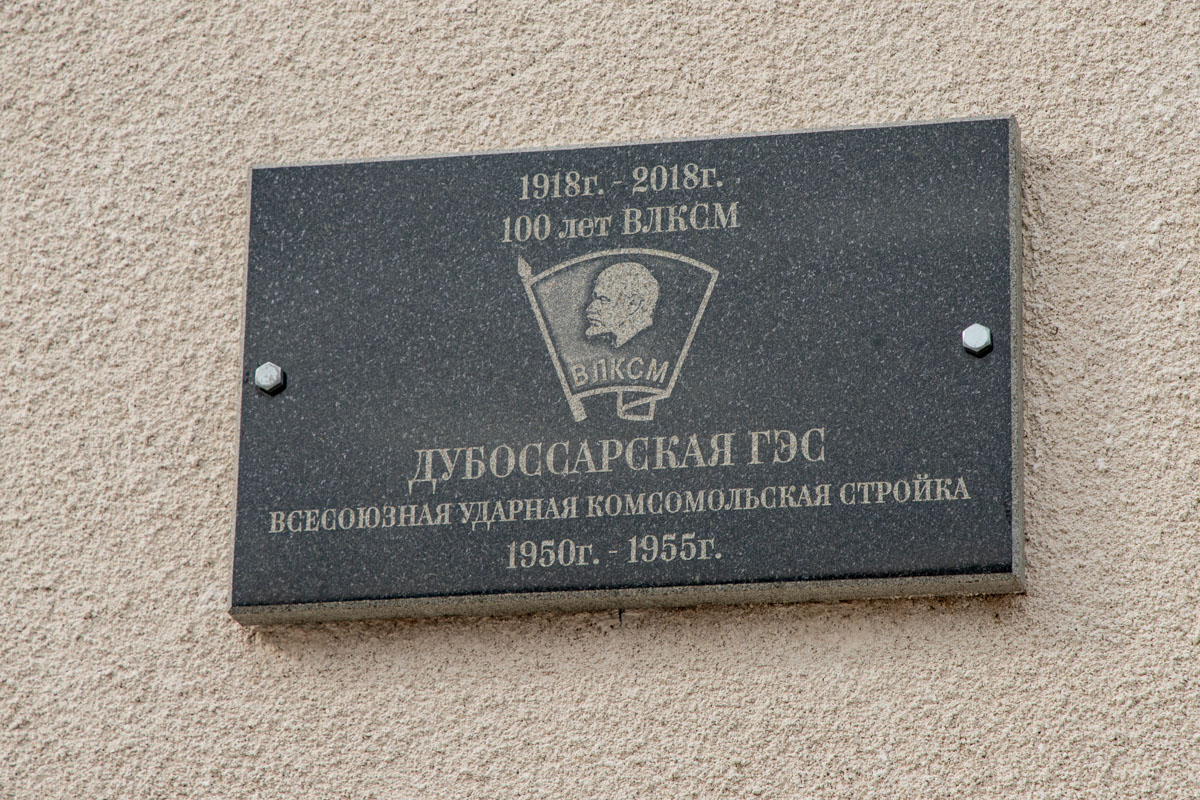 1918г. - 2018г.
100 лет ВЛКСМ
ВЛКСМ
ДУБОССАРСКАЯ ГЭС
ВСЕСОЮЗНАЯ УДАРНАЯ КОМСОМОЛЬСКАЯ СТРОЙКА
1950г. - 1955г.